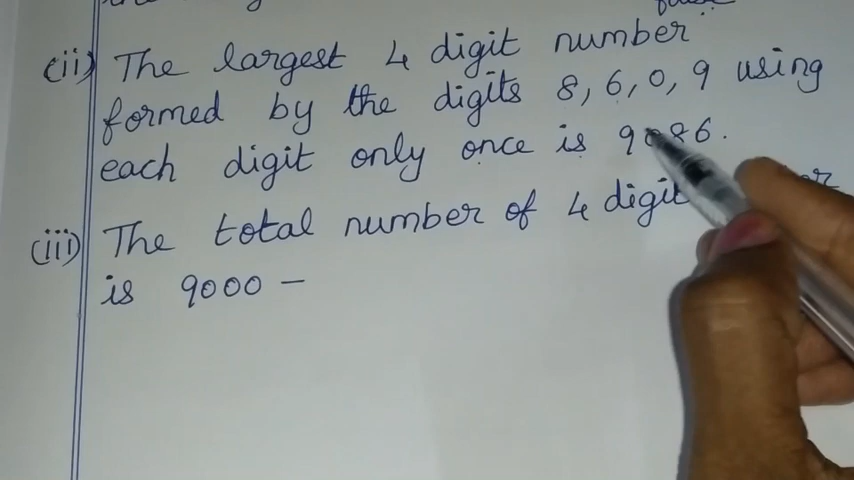 (ii) The largest 4 digit number
formed by the digits 8, 6, 0, 9 using
each digit only once is 9086.
(iii) The total number of 4 digit
is 9000 –